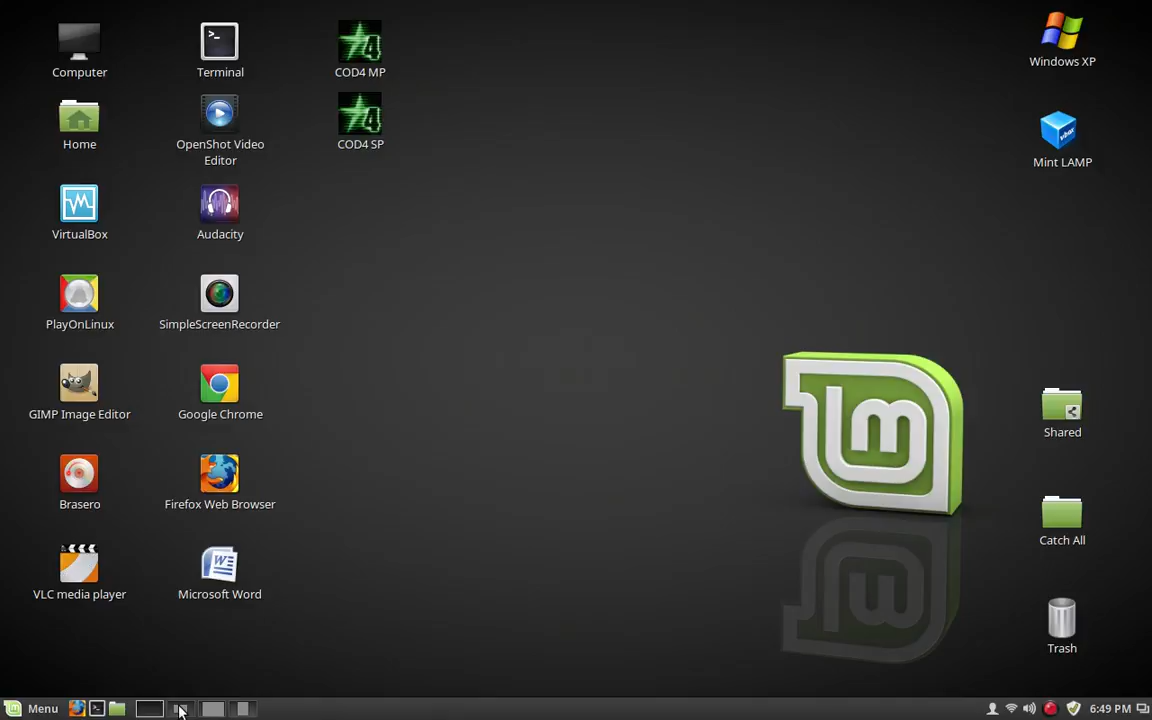 Computer
Terminal
COD4 MP
Windows XP
Home
OpenShot Video
Editor
COD4 SP
Mint LAMP
VirtualBox
Audacity
PlayOnLinux
SimpleScreenRecorder
GIMP Image Editor
Google Chrome
Shared
Brasero
Firefox Web Browser
Catch All
VLC media player
Microsoft Word
Trash
Menu
6:49 PM